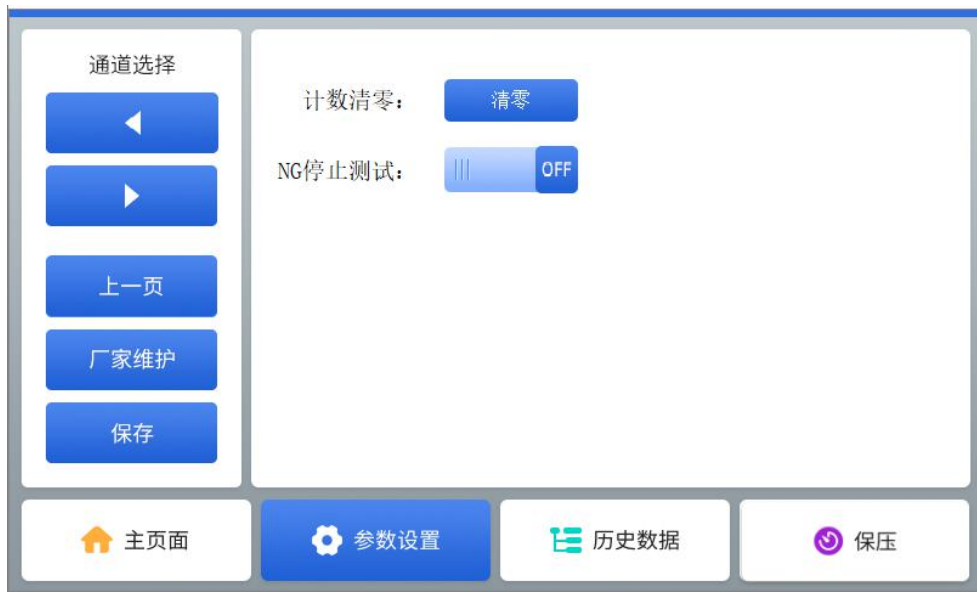 通道选择
上一页
厂家维护
保存
计数清零： 清零
NG停止测试： OFF
主页面 参数设置 历史数据 保压